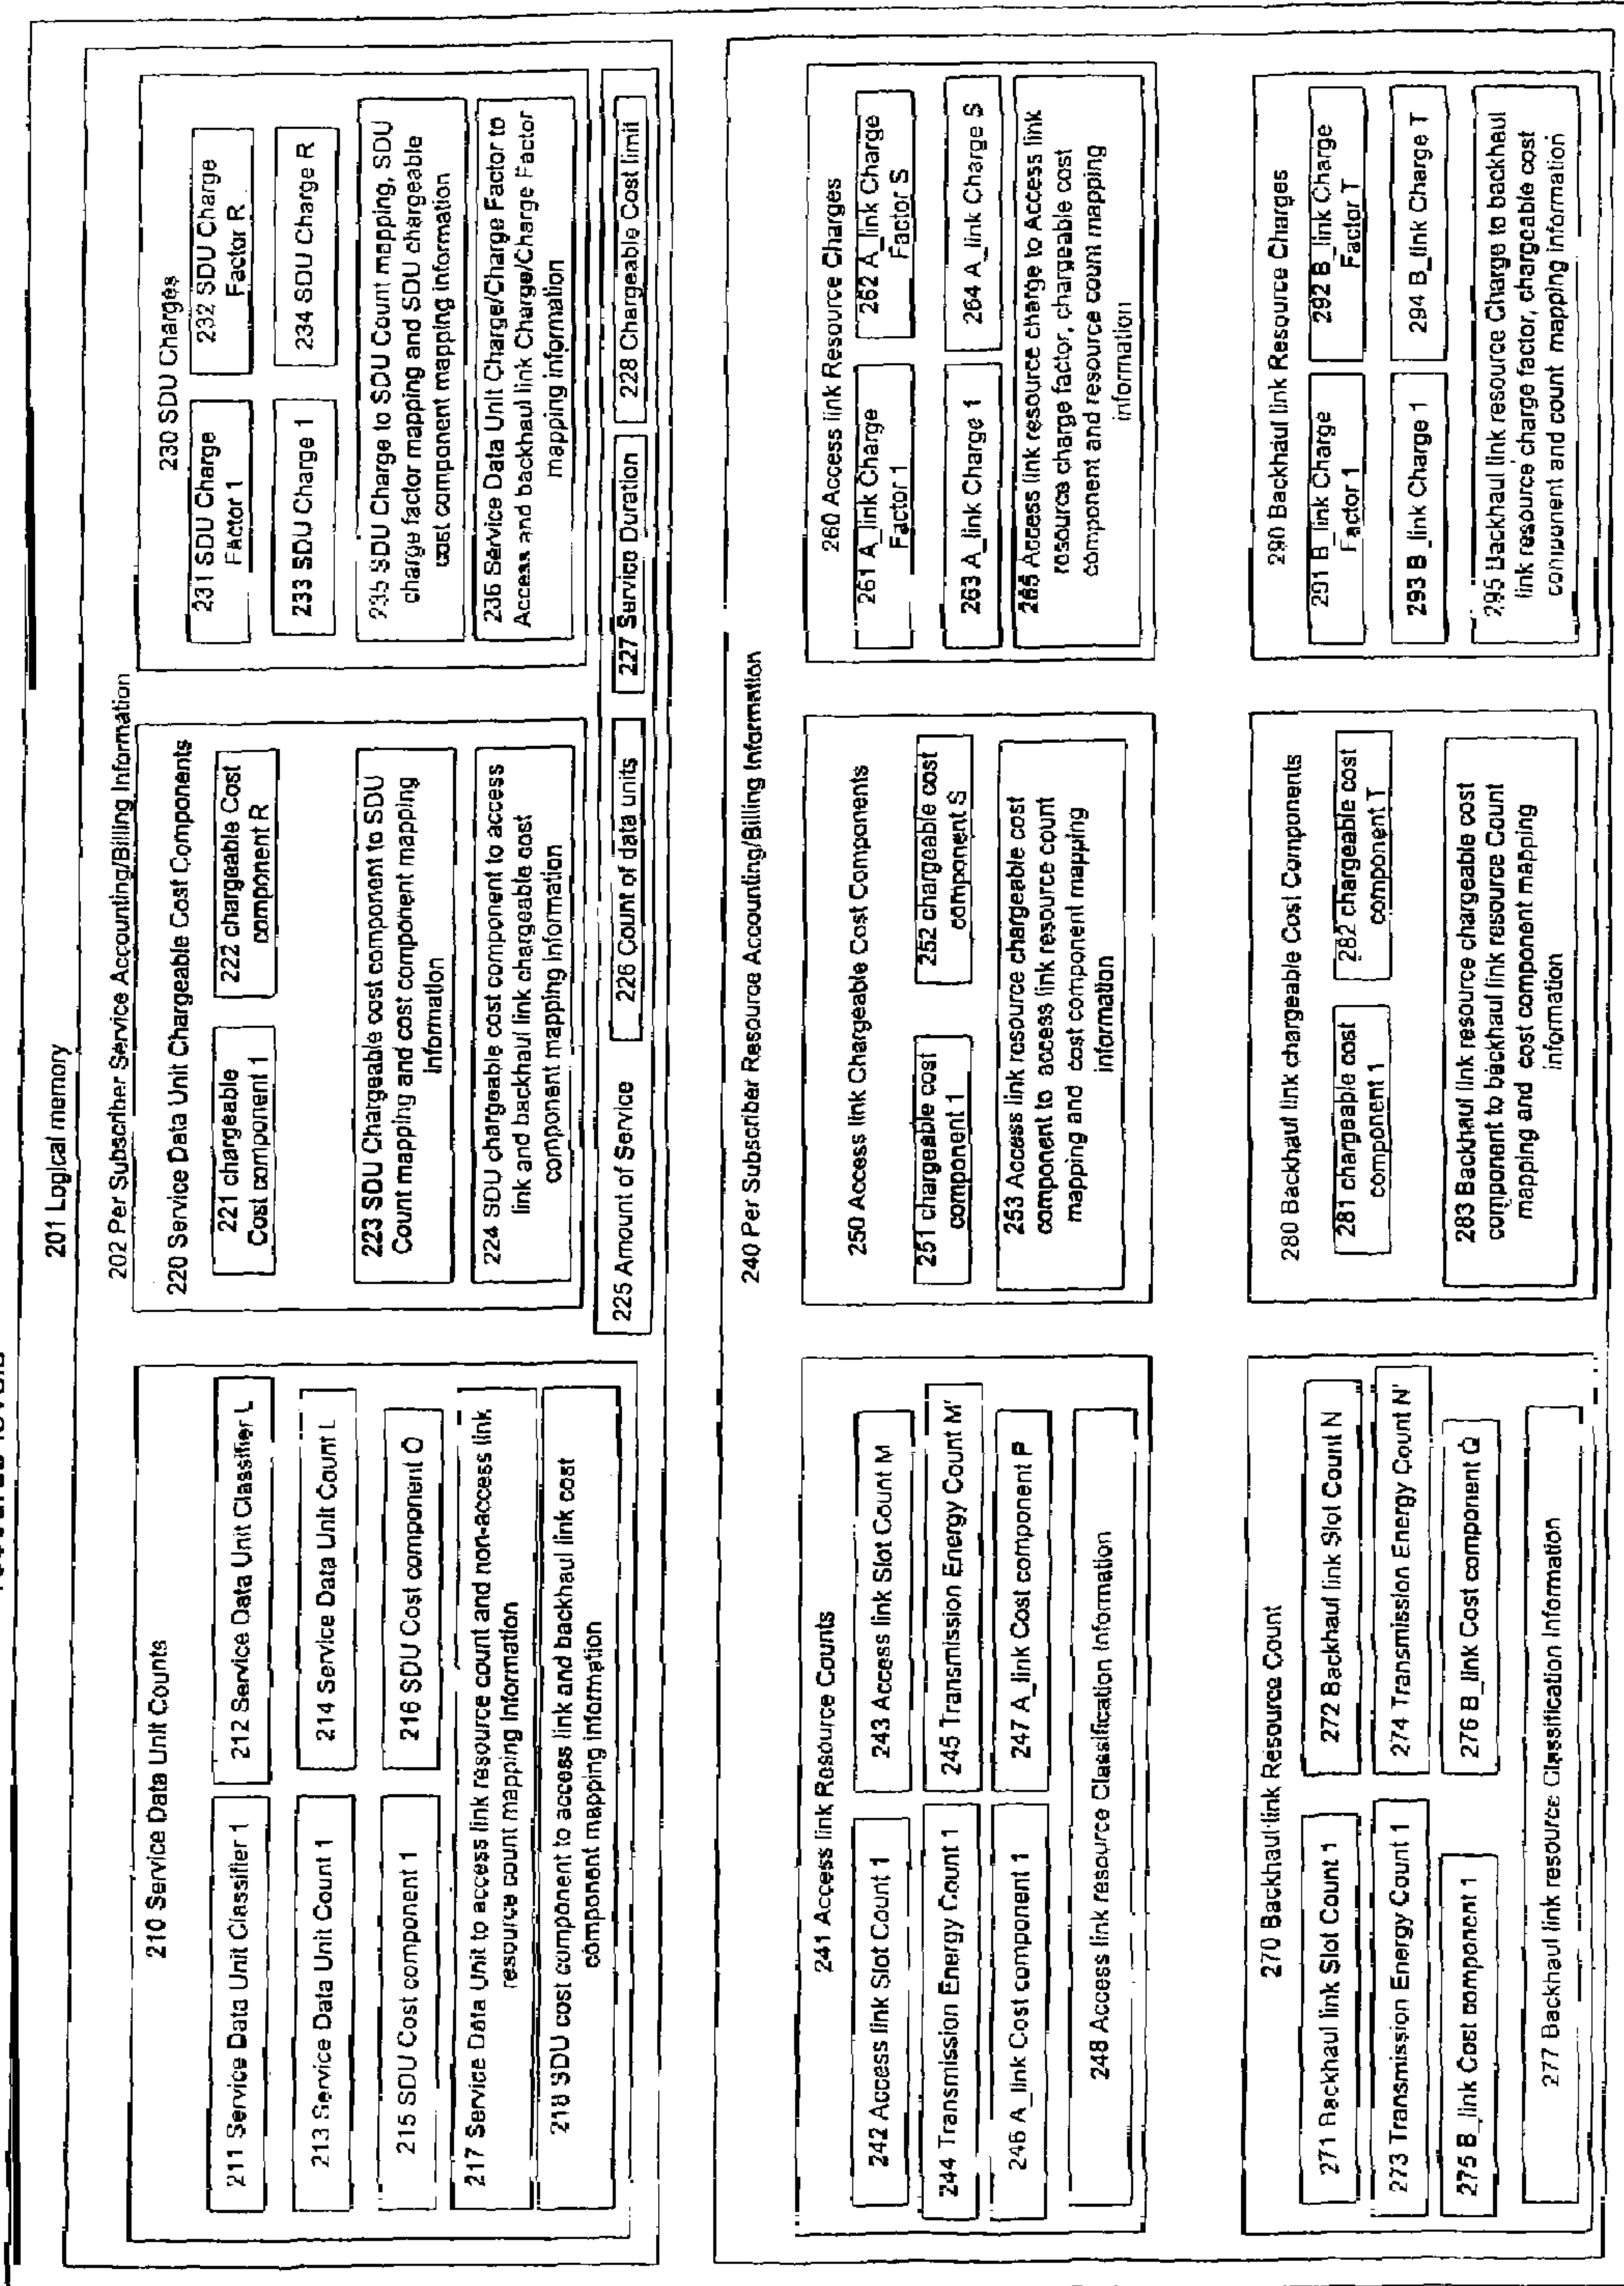 201 Logical memory
202 Per Subscriber Service Accounting/Billing Information
210 Service Data Unit Counts
211 Service Data Unit Classifier 1
212 Service Data Unit Classifier L
213 Service Data Unit Count 1
214 Service Data Unit Count L
215 SDU Cost component 1
216 SDU Cost component O
217 Service Data Unit to access link resource count and non-access link
resource count mapping Information
218 SDU cost component to access link and backhaul link cost
component mapping information
220 Service Data Unit Chargeable Cost Components
221 chargeable
Cost component 1
222 chargeable Cost
component R
223 SDU Chargeable cost component to SDU
Count mapping and cost component mapping
information
224 SDU chargeable cost component to access
link and backhaul link chargeable cost
component mapping information
230 SDU Charges
231 SDU Charge
Factor 1
232 SDU Charge
Factor R
233 SDU Charge 1
234 SDU Charge R
235 SDU Charge to SDU Count mapping, SDU
charge factor mapping and SDU chargeable
cost component mapping information
236 Service Data Unit Charge/Charge Factor to
Access and backhaul link Charge/Charge Factor
mapping information
225 Amount of Service
226 Count of data units
227 Service Duration
228 Chargeable Cost limit
240 Per Subscriber Resource Accounting/Billing Information
241 Access link Resource Counts
242 Access link Slot Count 1
243 Access link Slot Count M
244 Transmission Energy Count 1
245 Transmission Energy Count M'
246 A_link Cost component 1
247 A_link Cost component P
248 Access link resource Classification Information
250 Access link Chargeable Cost Components
251 chargeable cost
component 1
252 chargeable cost
component S
253 Access link resource chargeable cost
component to access link resource count
mapping and cost component mapping
information
260 Access link Resource Charges
261 A_link Charge
Factor 1
262 A_link Charge
Factor S
263 A_link Charge 1
264 A_link Charge S
265 Access link resource charge to Access link
resource charge factor, chargeable cost
component and resource count mapping
information
270 Backhaul link Resource Count
271 Backhaul link Slot Count 1
272 Backhaul link Slot Count N
273 Transmission Energy Count 1
274 Transmission Energy Count N'
275 B_link Cost component 1
276 B_link Cost component Q
277 Backhaul link resource Classification Information
280 Backhaul link chargeable Cost Components
281 chargeable cost
component 1
282 chargeable cost
component T
283 Backhaul link resource chargeable cost
component to backhaul link resource Count
mapping and cost component mapping
information
290 Backhaul link Resource Charges
291 B_link Charge
Factor 1
292 B_link Charge
Factor T
293 B_link Charge 1
294 B_link Charge T
295 Backhaul link resource Charge to backhaul
link resource charge factor, chargeable cost
component and count mapping information